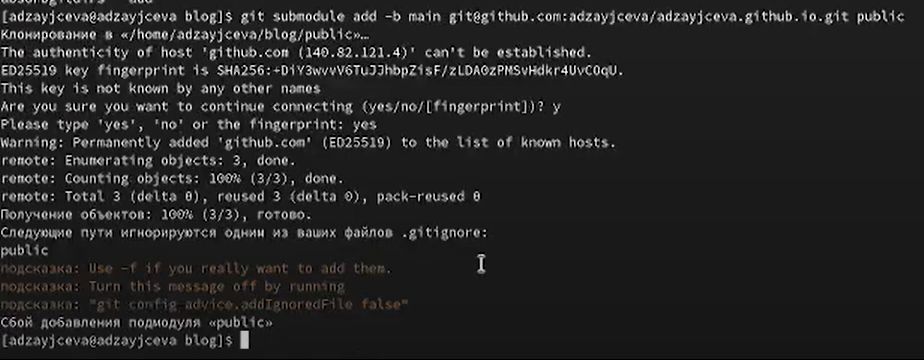 [adzayjceva@adzayjceva blog]$ git submodule add -b main git@github.com:adzayjceva/adzayjceva.github.io.git public
Клонирование в «/home/adzayjceva/blog/public»…
The authenticity of host 'github.com (140.82.121.4)' can't be established.
ED25519 key fingerprint is SHA256:+DiY3wvvV6TuJJhbpZisF/zLDA0zPMSvHdkr4UvCOqU.
This key is not known by any other names
Are you sure you want to continue connecting (yes/no/[fingerprint])? y
Please type 'yes', 'no' or the fingerprint: yes
Warning: Permanently added 'github.com' (ED25519) to the list of known hosts.
remote: Enumerating objects: 3, done.
remote: Counting objects: 100% (3/3), done.
remote: Total 3 (delta 0), reused 3 (delta 0), pack-reused 0
Получение объектов: 100% (3/3), готово.
Следующие пути игнорируются одним из ваших файлов .gitignore:
public
подсказка: Use -f if you really want to add them.
подсказка: Turn this message off by running
подсказка: "git config advice.addIgnoredFile false"
Сбой добавления подмодуля «public»
[adzayjceva@adzayjceva blog]$